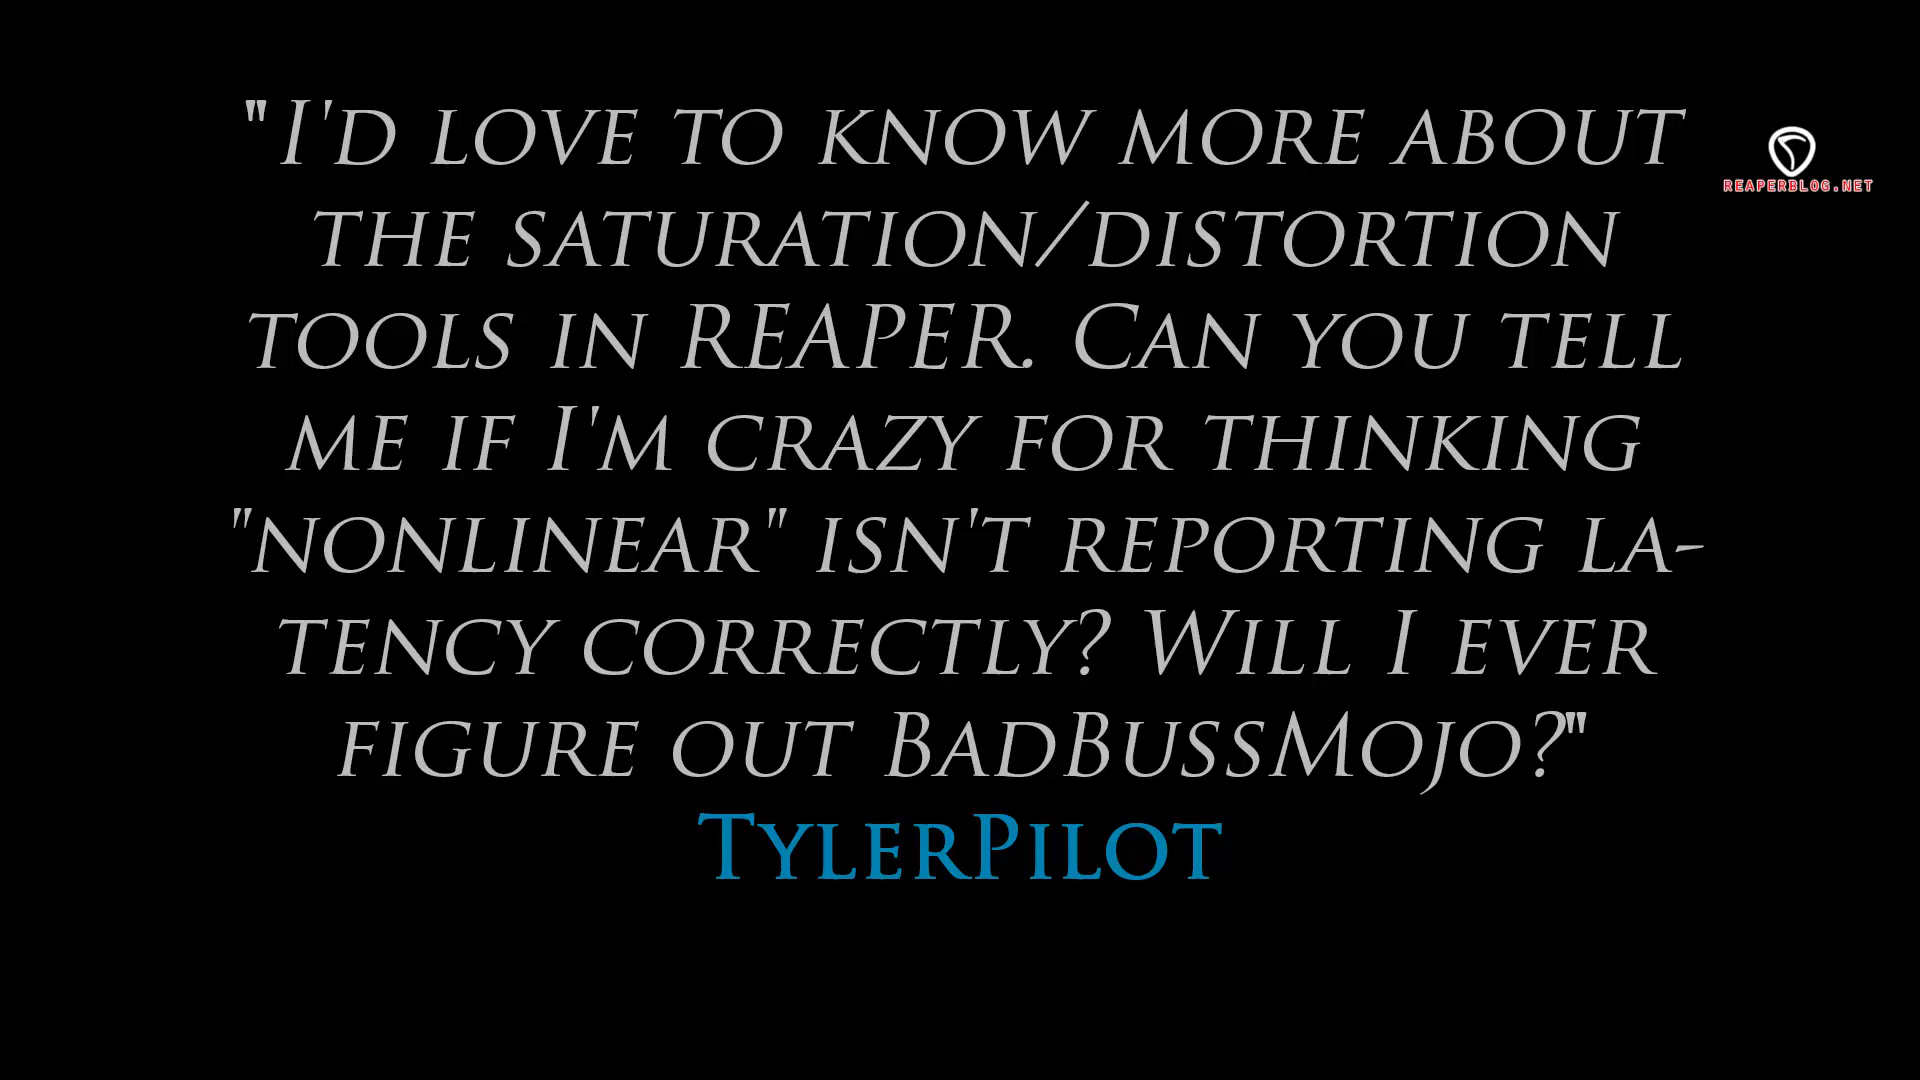 "I'd love to know more about
the saturation/distortion
tools in REAPER. Can you tell
me if I'm crazy for thinking
"nonlinear" isn't reporting la-
tency correctly? Will I ever
figure out BadBussMojo?"
TylerPilot
REAPERBLOG.NET